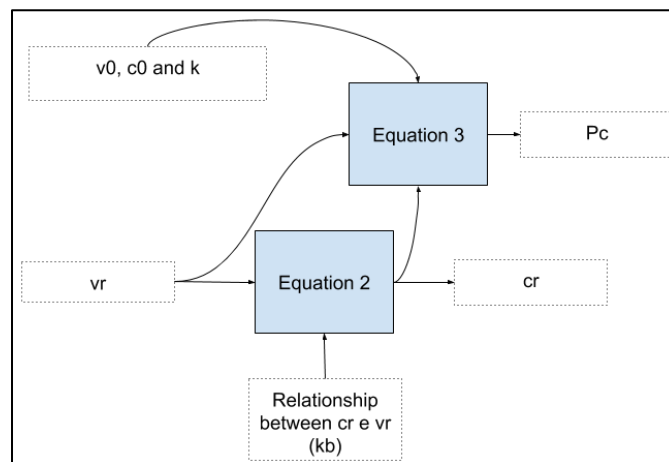 v0, c0 and k
Equation 3
Pc
vr
Equation 2
cr
Relationship
between cr e vr
(kb)